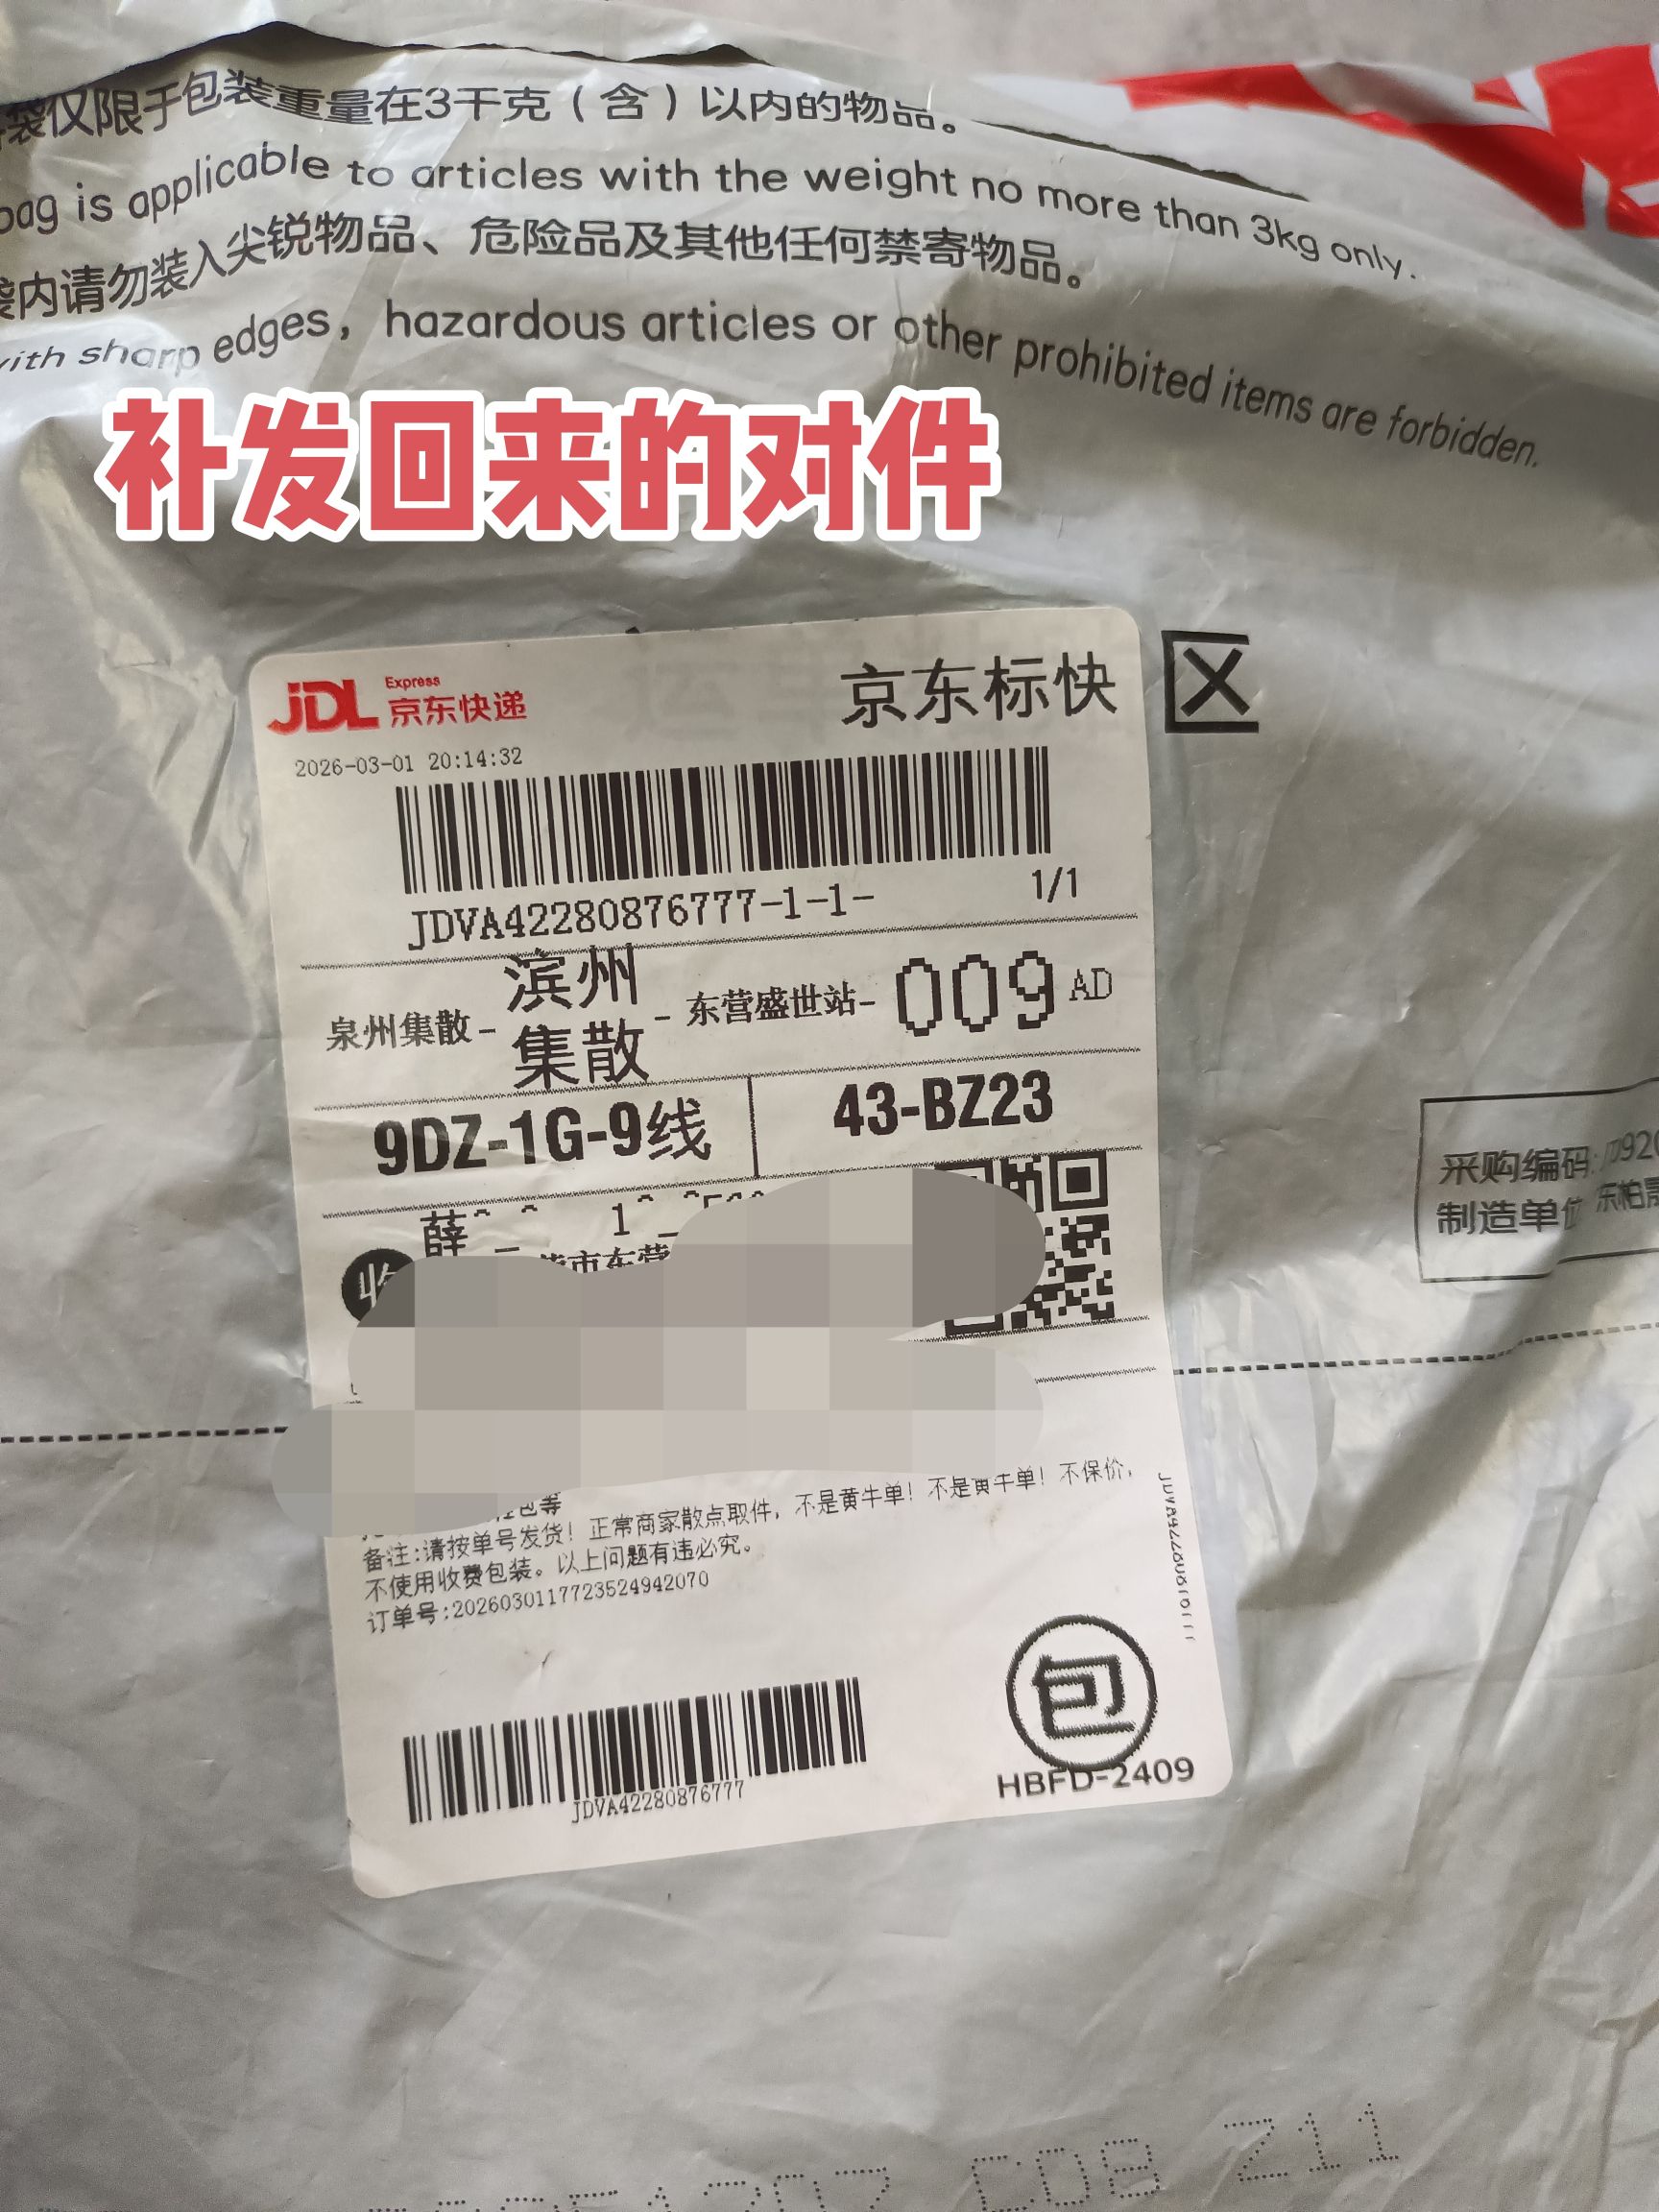 袋仅限于包装重量在3千克（含）以内的物品。
bag is applicable to articles with the weight no more than 3kg only.
袋内请勿装入尖锐物品、危险品及其他任何禁寄物品。
with sharp edges, hazardous articles or other prohibited items are forbidden.
补发回来的对件
JDL Express 京东快递
京东标快
区
2026-03-01 20:14:32
JDVA42280876777-1-1-
1/1
泉州集散-滨州集散-东营盛世站-009 AD
9DZ-1G-9线
43-BZ23
薛
采购编码
制造单位
包等
备注:请按单号发货！正常商家散点取件，不是黄牛单！不是黄牛单！不保价，
不使用收费包装。以上问题有违必究。
订单号:2026030117723524942070
JDVA42280876777
包
HBFD-2409